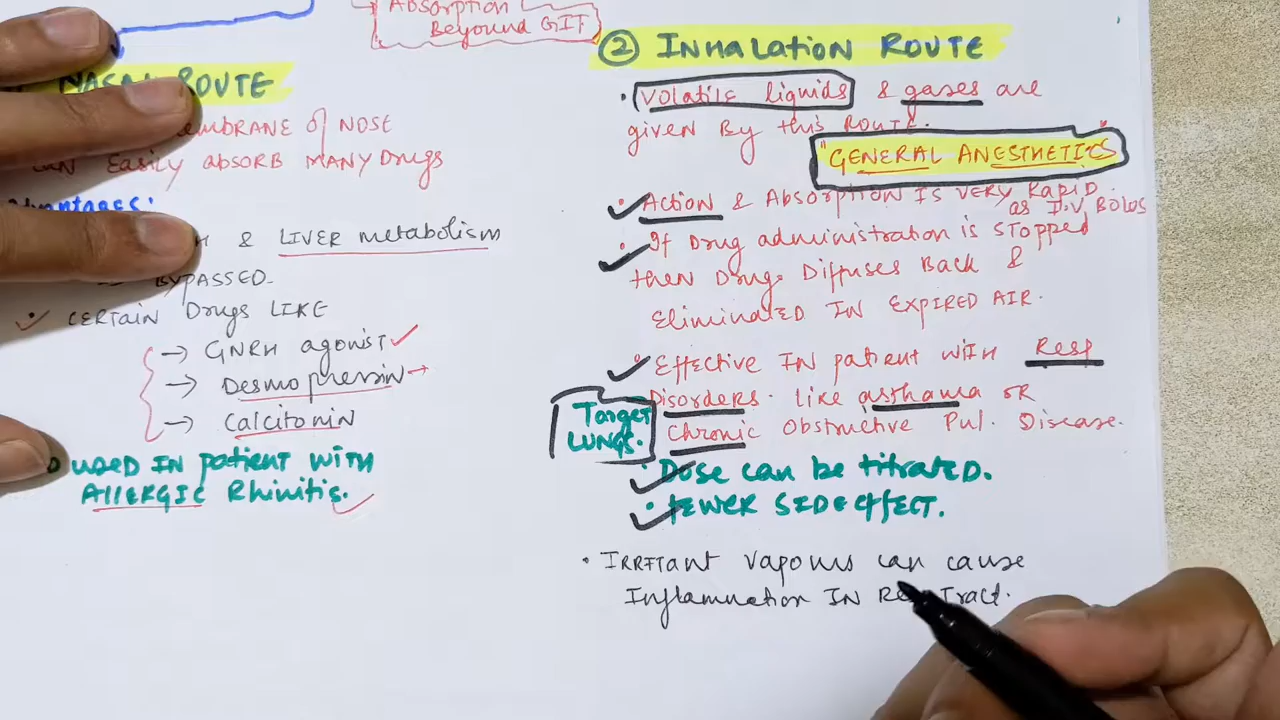 Absorption
Beyound GIT
NASAL ROUTE
MEMBRANE of NOSE
CAN Easily absorb MANY Drugs
Advantages:
& LIVER metabolism
BYPASSED.
• CERTAIN Drugs LIKE
→ GNRH agonist
→ Desmopressin →
→ Calcitonin
used IN patient with
ALLERGIC Rhinitis.
② INHALATION ROUTE
• Volatile liquids & gases are
given By this ROUTE.
"GENERAL ANESTHETICS"
• Action & Absorption Is very Rapid
as I.V BOLUS
• If Drug administration is stopped
then Drugs Diffuses Back &
Eliminated IN EXPIRED AIR.
• Effective IN patient with Resp
Disorders. like asthama OR
Chronic Obstructive Pul. Disease.
Target
LUNGS.
• Dose can be titrated.
• fewer SIDE effect.
• IRRITant vapours can cause
Inflammation IN Tract.